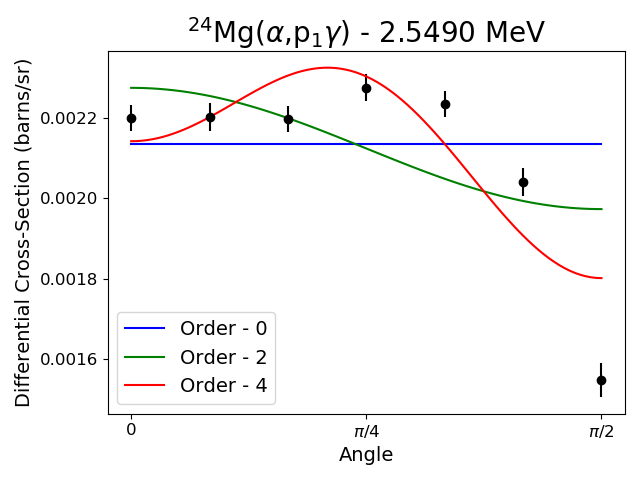 ²⁴Mg(α,p₁γ) - 2.5490 MeV
Differential Cross-Section (barns/sr)
0.0022
0.0020
0.0018
0.0016
Order - 0
Order - 2
Order - 4
0
π/4
π/2
Angle